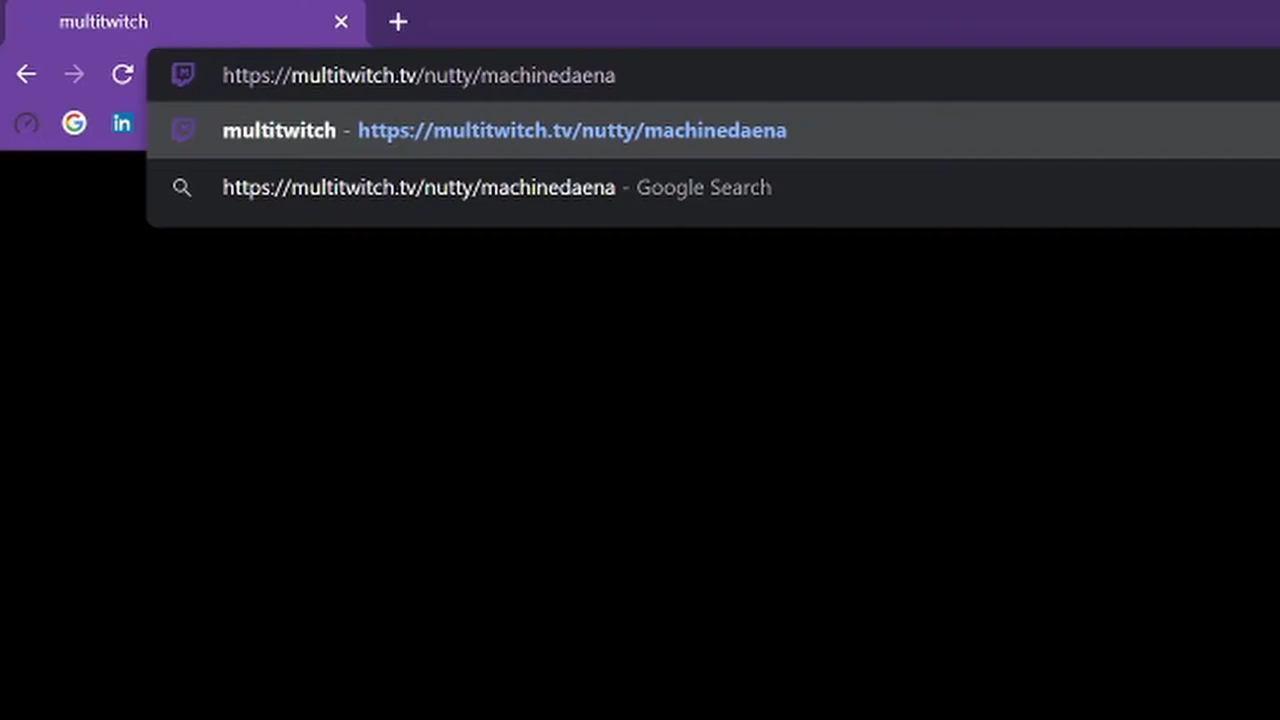 multitwitch
https://multitwitch.tv/nutty/machinedaena
multitwitch - https://multitwitch.tv/nutty/machinedaena
https://multitwitch.tv/nutty/machinedaena - Google Search